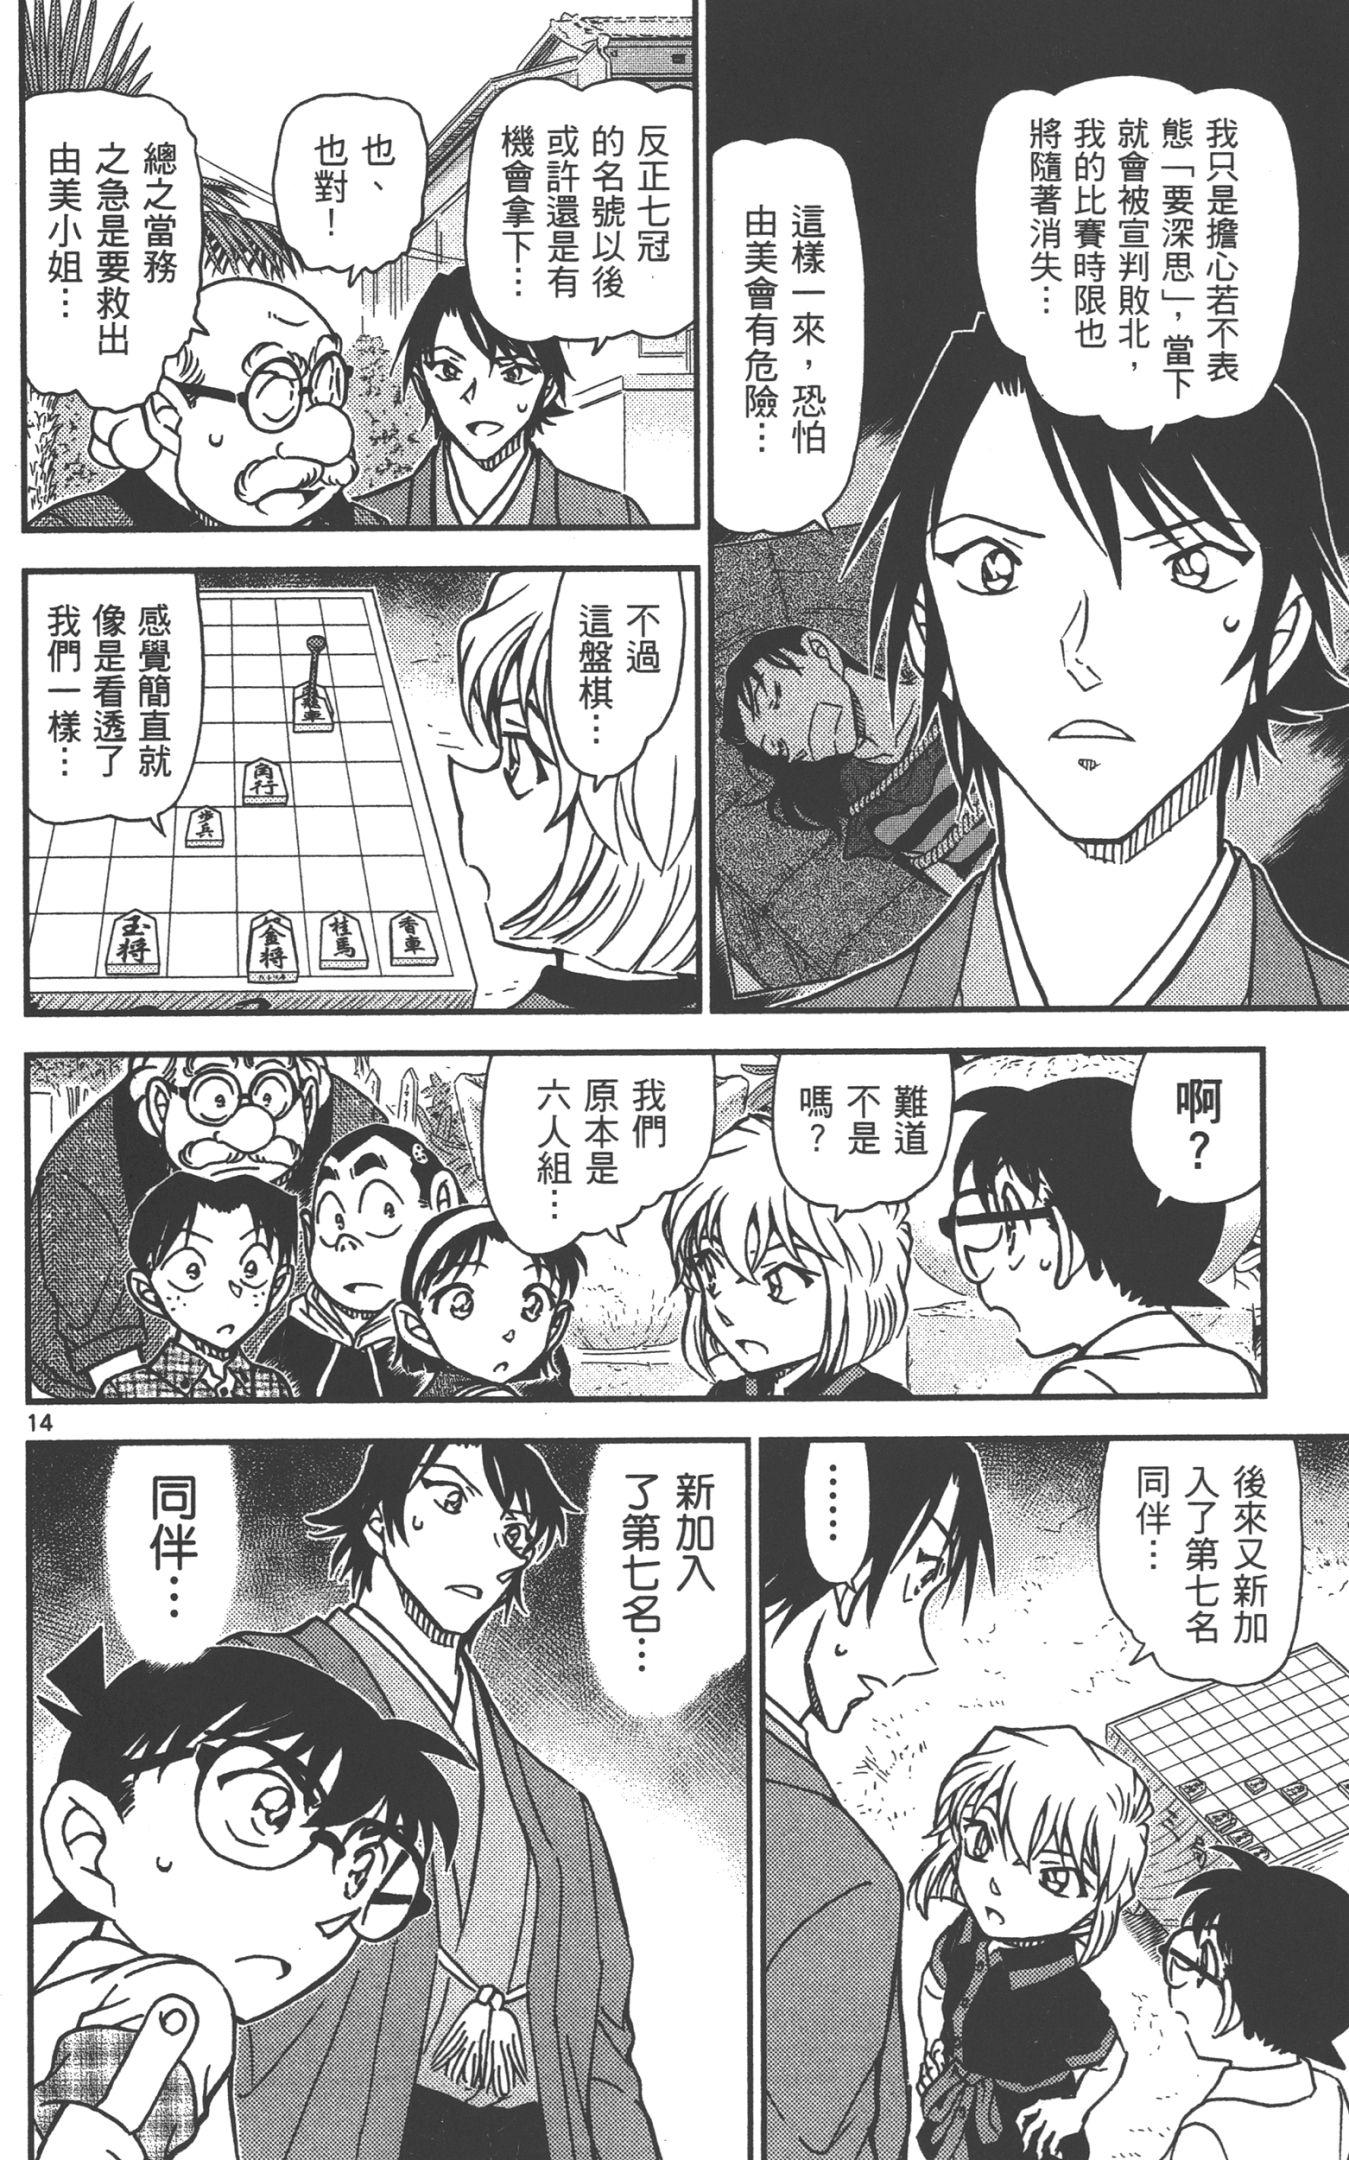 我只是擔心若不表
態「要深思」，當下
就會被宣判敗北，
我的比賽時限也
將隨著消失…
這樣一來，恐怕
由美會有危險…
反正七冠
的名號以後
或許還是有
機會拿下…
也、
也對！
總之當務
之急是要救出
由美小姐…
不過
這盤棋…
感覺簡直就
像是看透了
我們一樣…
角行
歩兵
玉将
金将
桂馬
香車
啊？
難道
不是
嗎？
我們
原本是
六人組…
14
後來又新加
入了第七名
同伴…
……
新加入
了第七名…
同伴…